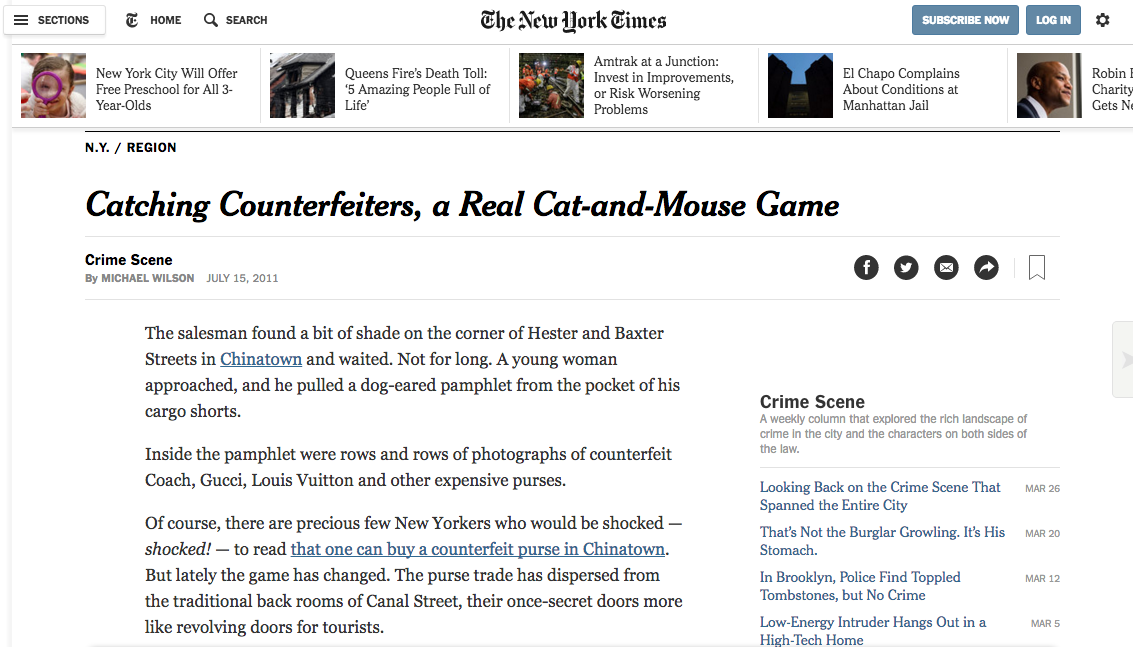 SECTIONS HOME SEARCH The New York Times SUBSCRIBE NOW LOG IN
New York City Will Offer
Free Preschool for All 3-
Year-Olds
Queens Fire's Death Toll:
‘5 Amazing People Full of
Life’
Amtrak at a Junction:
Invest in Improvements,
or Risk Worsening
Problems
El Chapo Complains
About Conditions at
Manhattan Jail
Robin
Charity
Gets
N.Y. / REGION
Catching Counterfeiters, a Real Cat-and-Mouse Game
Crime Scene
By MICHAEL WILSON JULY 15, 2011
The salesman found a bit of shade on the corner of Hester and Baxter
Streets in Chinatown and waited. Not for long. A young woman
approached, and he pulled a dog-eared pamphlet from the pocket of his
cargo shorts.
Inside the pamphlet were rows and rows of photographs of counterfeit
Coach, Gucci, Louis Vuitton and other expensive purses.
Of course, there are precious few New Yorkers who would be shocked —
shocked! — to read that one can buy a counterfeit purse in Chinatown.
But lately the game has changed. The purse trade has dispersed from
the traditional back rooms of Canal Street, their once-secret doors more
like revolving doors for tourists.
Crime Scene
A weekly column that explored the rich landscape of
crime in the city and the characters on both sides of
the law.
Looking Back on the Crime Scene That MAR 26
Spanned the Entire City
That's Not the Burglar Growling. It's His MAR 20
Stomach.
In Brooklyn, Police Find Toppled MAR 12
Tombstones, but No Crime
Low-Energy Intruder Hangs Out in a MAR 5
High-Tech Home